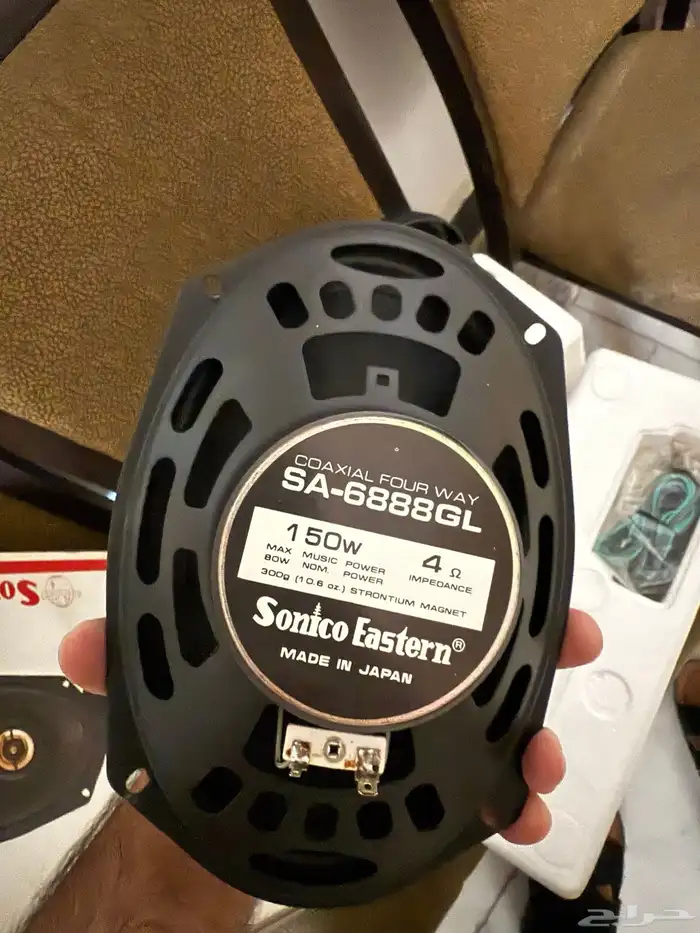 COAXIAL FOUR WAY
SA-6888GL
150W
MAX MUSIC POWER
80W NOM. POWER
4 Ω
IMPEDANCE
300g (10.6 oz.) STRONTIUM MAGNET
Sonico Eastern®
MADE IN JAPAN
So
حراج